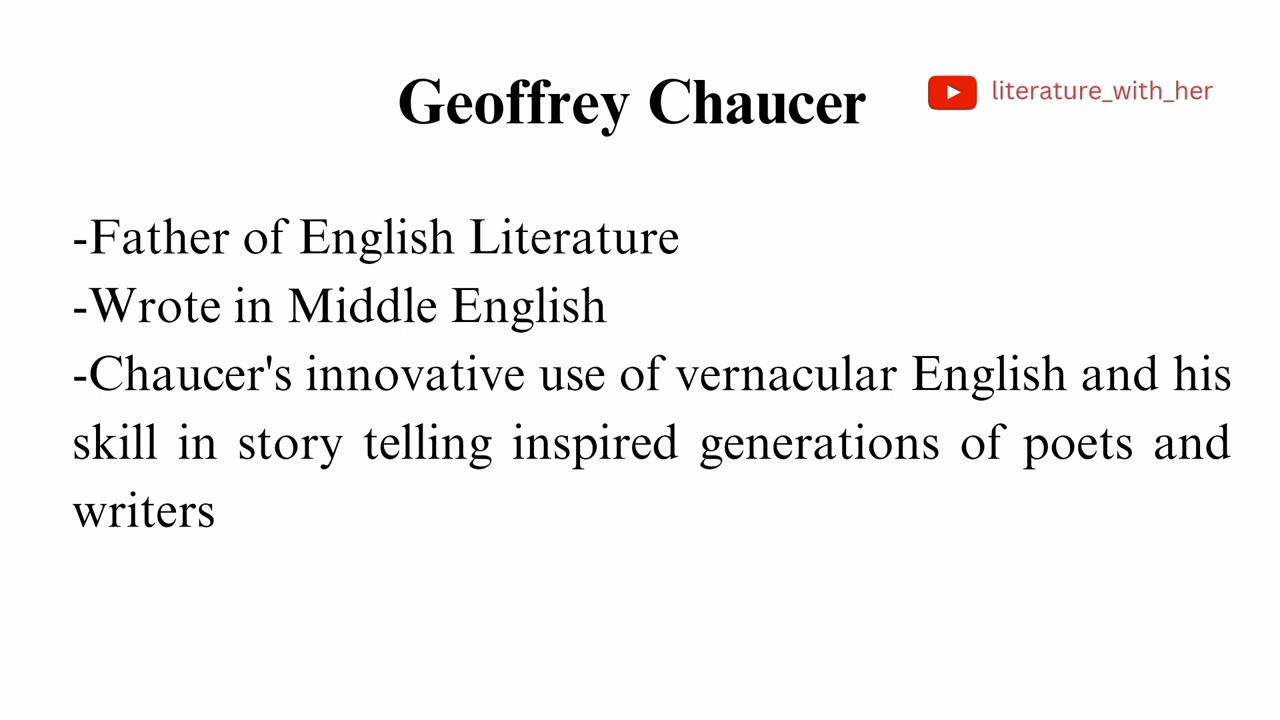 Geoffrey Chaucer
literature_with_her
-Father of English Literature
-Wrote in Middle English
-Chaucer's innovative use of vernacular English and his
skill in story telling inspired generations of poets and
writers